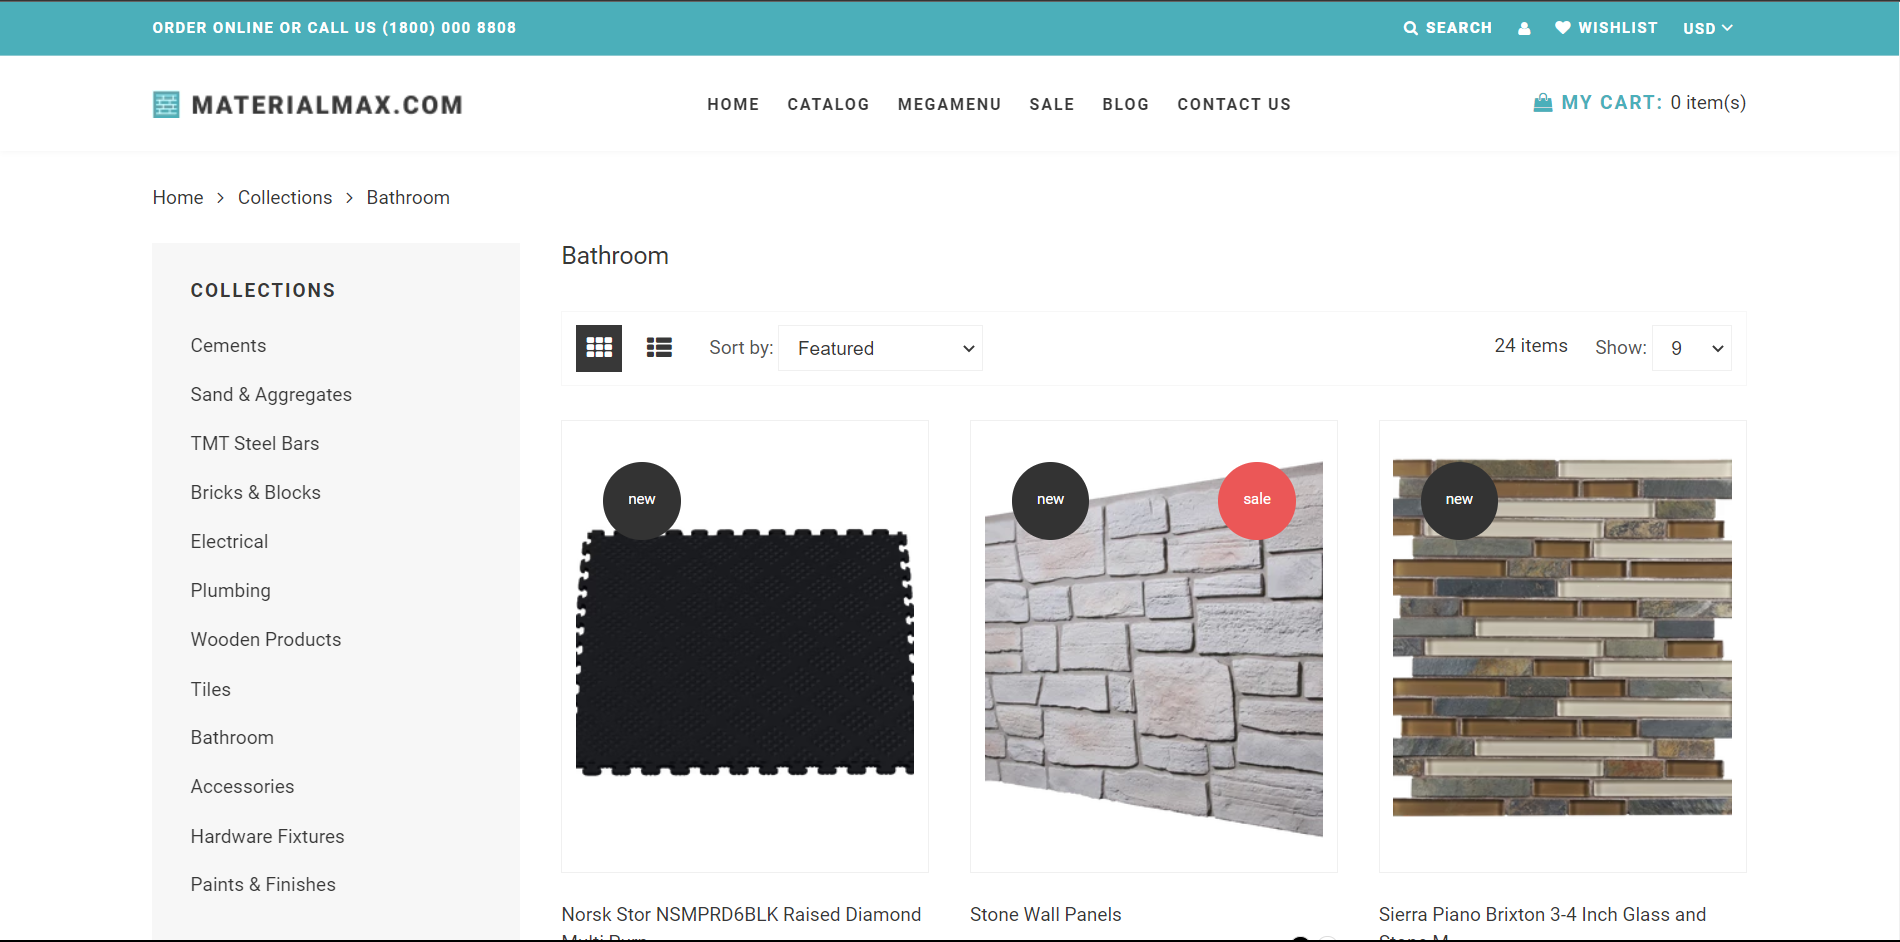 ORDER ONLINE OR CALL US (1800) 000 8808
SEARCH WISHLIST USD
MATERIALMAX.COM
HOME CATALOG MEGAMENU SALE BLOG CONTACT US
MY CART: 0 item(s)
Home > Collections > Bathroom
COLLECTIONS
Cements
Sand & Aggregates
TMT Steel Bars
Bricks & Blocks
Electrical
Plumbing
Wooden Products
Tiles
Bathroom
Accessories
Hardware Fixtures
Paints & Finishes
Bathroom
Sort by: Featured
24 items Show: 9
new
new
sale
new
Norsk Stor NSMPRD6BLK Raised Diamond
Multi Purp
Stone Wall Panels
Sierra Piano Brixton 3-4 Inch Glass and
Stone M